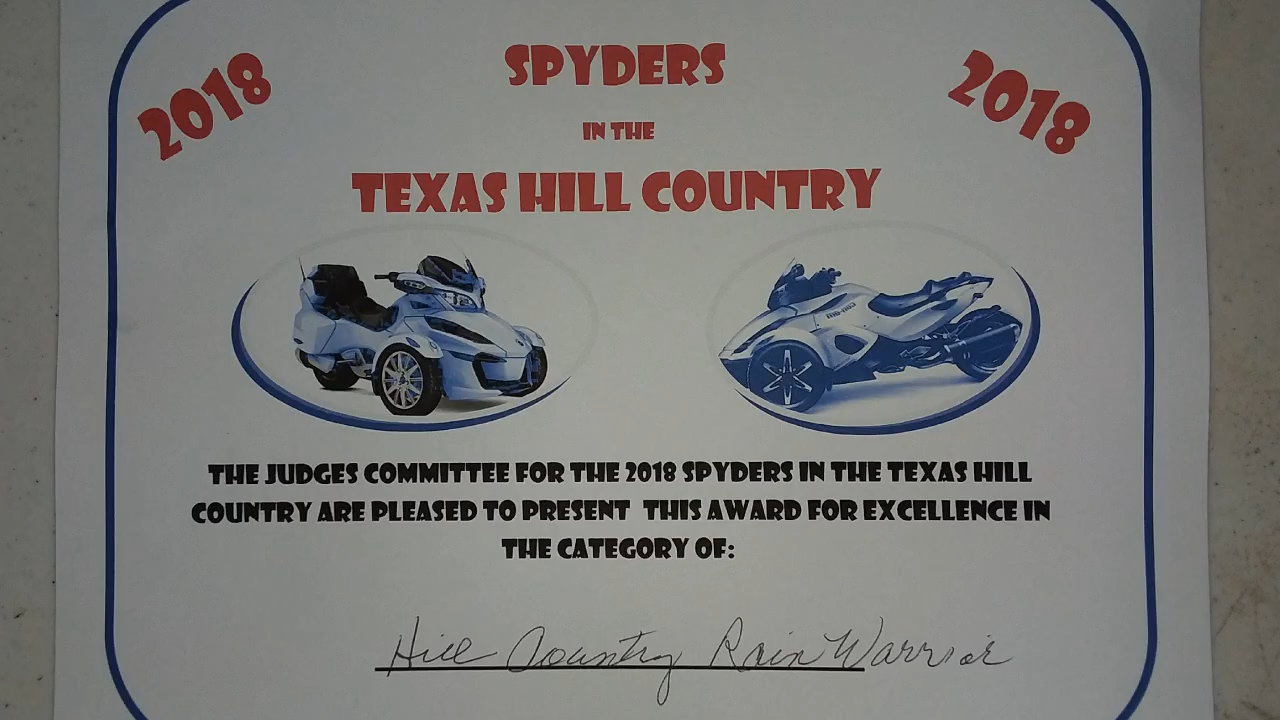 2018
SPYDERS
2018
IN THE
TEXAS HILL COUNTRY
THE JUDGES COMMITTEE FOR THE 2018 SPYDERS IN THE TEXAS HILL
COUNTRY ARE PLEASED TO PRESENT THIS AWARD FOR EXCELLENCE IN
THE CATEGORY OF:
Hill Country Rain Warrior